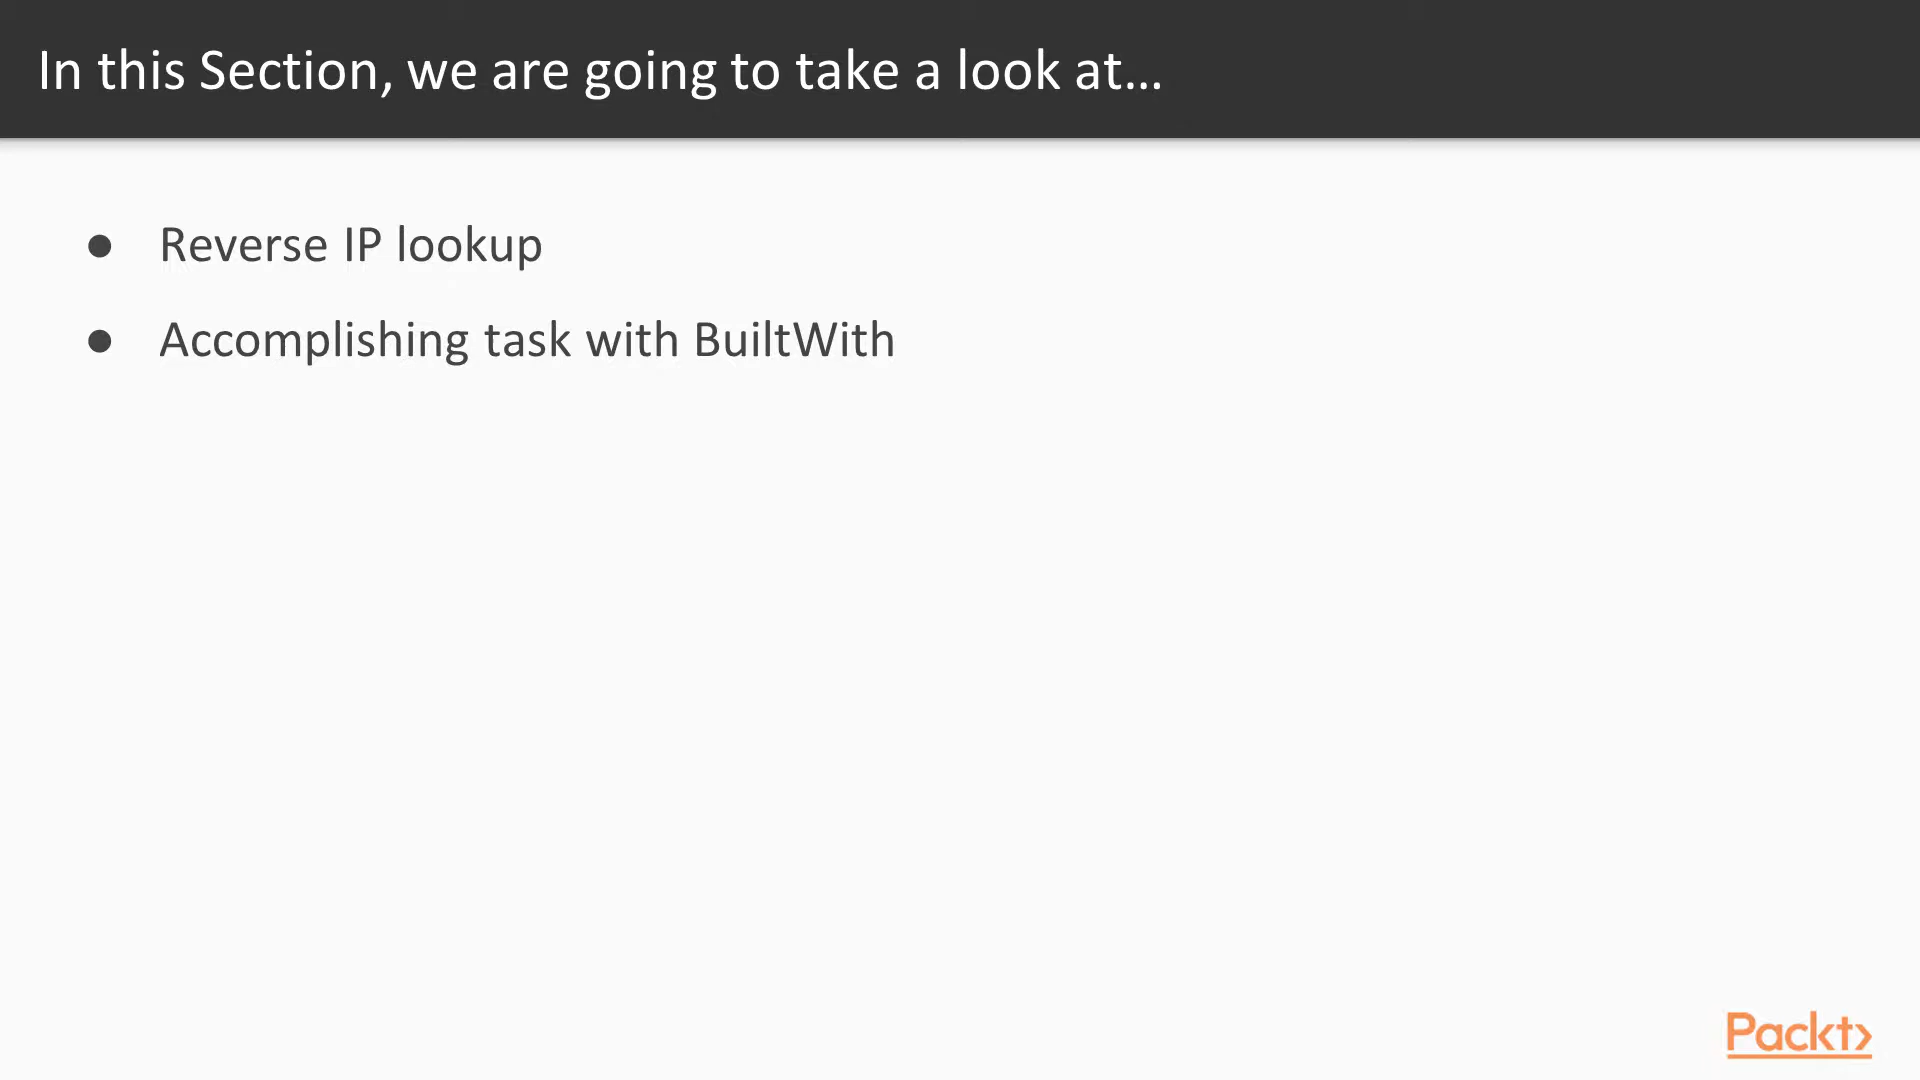 In this Section, we are going to take a look at...
● Reverse IP lookup
● Accomplishing task with BuiltWith
Packt>